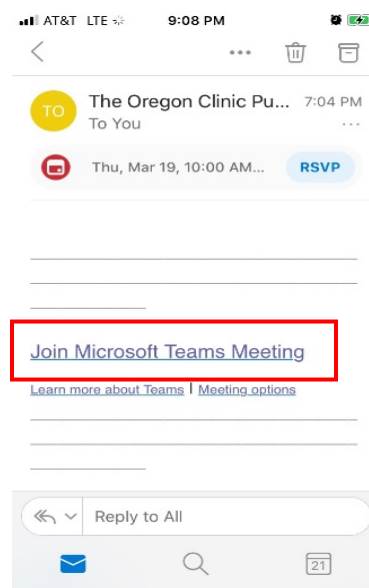 AT&T LTE 9:08 PM
TO The Oregon Clinic Pu... 7:04 PM
To You
Thu, Mar 19, 10:00 AM... RSVP
Join Microsoft Teams Meeting
Learn more about Teams | Meeting options
Reply to All
21